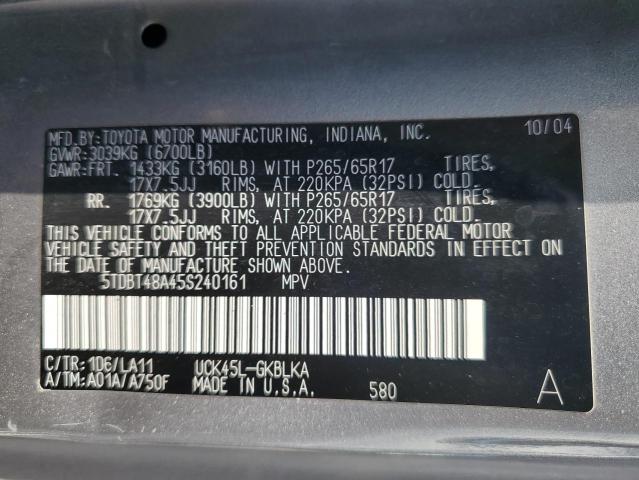 MFD.BY:TOYOTA MOTOR MANUFACTURING, INDIANA, INC. 10/04
GVWR:3039KG (6700LB)
GAWR:FRT. 1433KG (3160LB) WITH P265/65R17 TIRES,
17X7.5JJ RIMS, AT 220KPA (32PSI) COLD.
RR. 1769KG (3900LB) WITH P265/65R17 TIRES,
17X7.5JJ RIMS, AT 220KPA (32PSI) COLD.
THIS VEHICLE CONFORMS TO ALL APPLICABLE FEDERAL MOTOR
VEHICLE SAFETY AND THEFT PREVENTION STANDARDS IN EFFECT ON
THE DATE OF MANUFACTURE SHOWN ABOVE.
5TDBT48A45S240161 MPV
C/TR:1D6/LA11 UCK45L-GKBLKA
A/TM:A01A/A750F MADE IN U.S.A. 580 A